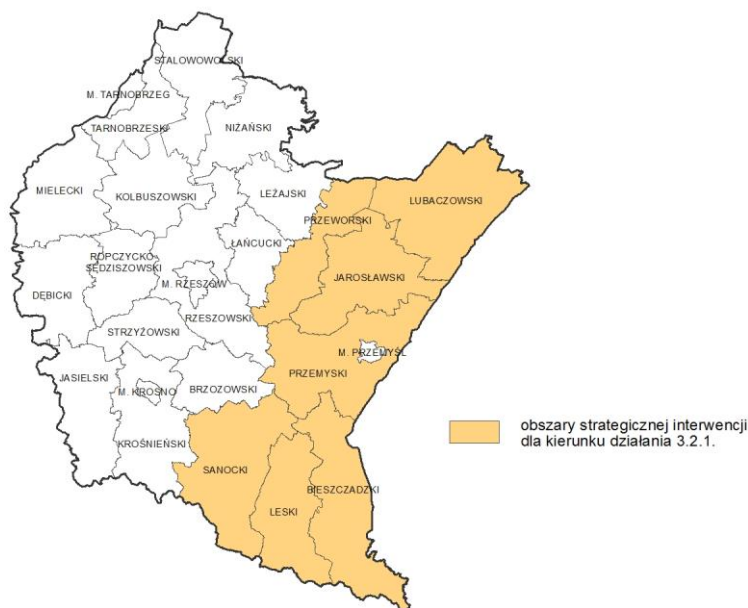 STALOWOWOLSKI
M. TARNOBRZEG
TARNOBRZESKI
NIŻAŃSKI
MIELECKI
KOLBUSZOWSKI
LEŻAJSKI
LUBACZOWSKI
PRZEWORSKI
ŁAŃCUCKI
ROPCZYCKO
SĘDZISZOWSKI
JAROSŁAWSKI
M. RZESZÓW
DĘBICKI
RZESZOWSKI
STRZYŻOWSKI
M. PRZEMYŚL
PRZEMYSKI
JASIELSKI
M. KROSNO
BRZOZOWSKI
obszary strategicznej interwencji
dla kierunku działania 3.2.1.
KROŚNIEŃSKI
SANOCKI
BIESZCZADZKI
LESKI